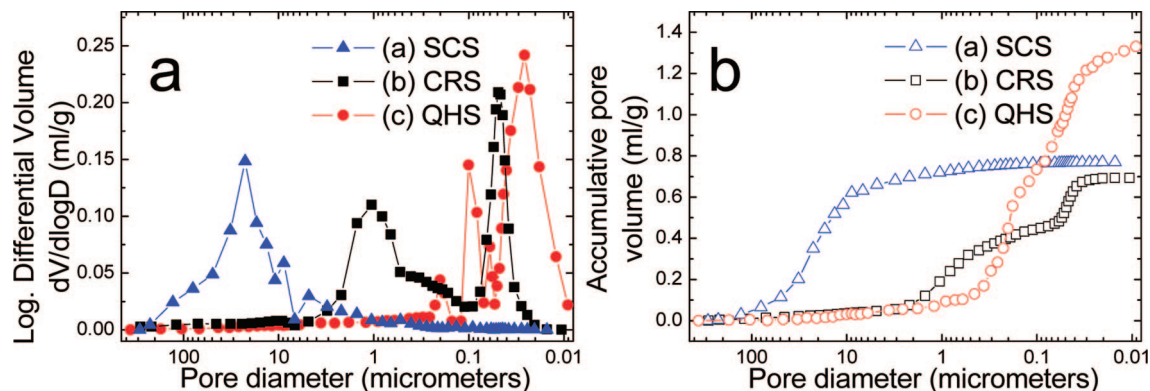 a
(a) SCS
(b) CRS
(c) QHS
Log. Differential Volume
dV/dlogD (ml/g)
0.25
0.20
0.15
0.10
0.05
0.00
100
10
1
0.1
0.01
Pore diameter (micrometers)
b
(a) SCS
(b) CRS
(c) QHS
Accumulative pore
volume (ml/g)
1.4
1.2
1.0
0.8
0.6
0.4
0.2
0.0
100
10
1
0.1
0.01
Pore diameter (micrometers)